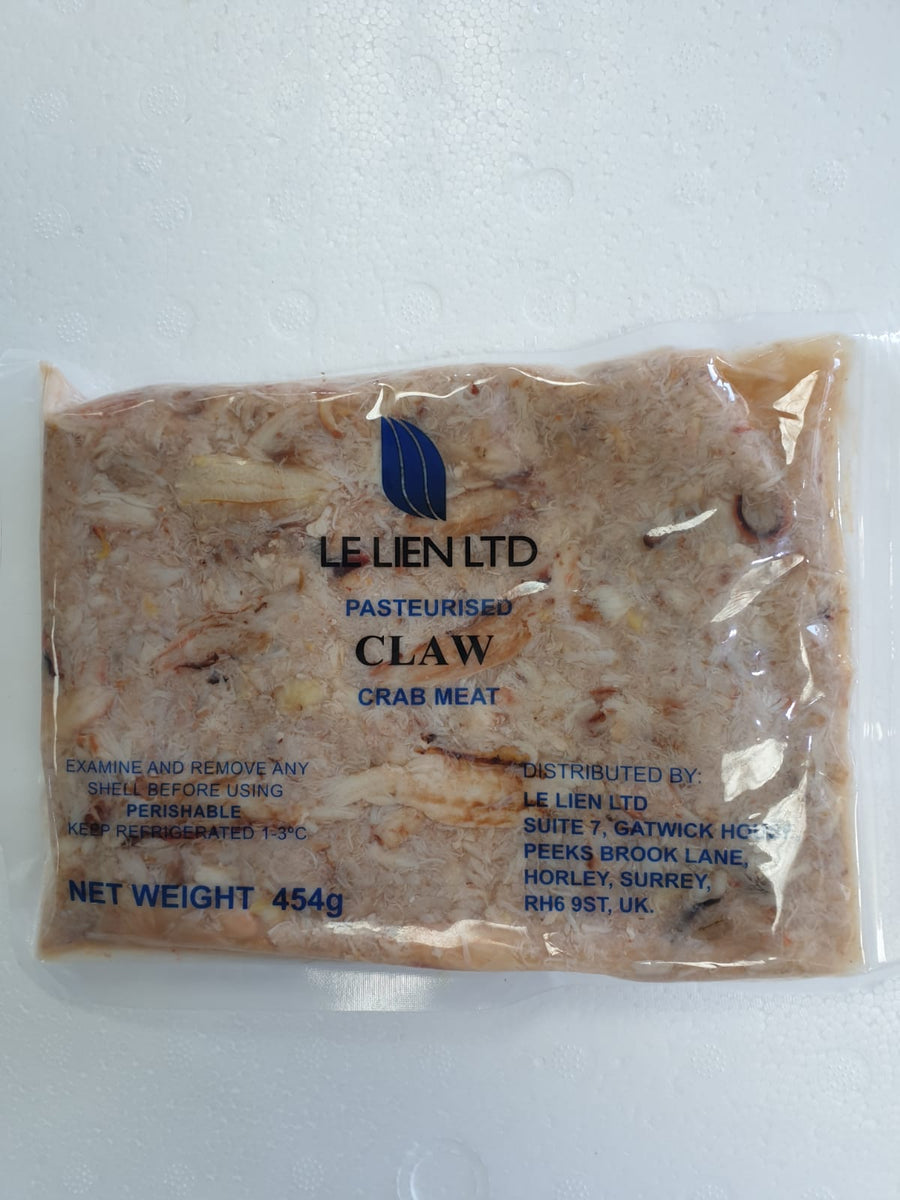 LE LIEN LTD
PASTEURISED
CLAW
CRAB MEAT
EXAMINE AND REMOVE ANY
SHELL BEFORE USING
PERISHABLE
KEEP REFRIGERATED 1-3ºC
NET WEIGHT 454g
DISTRIBUTED BY:
LE LIEN LTD
SUITE 7, GATWICK
PEEKS BROOK LANE,
HORLEY, SURREY,
RH6 9ST, UK.